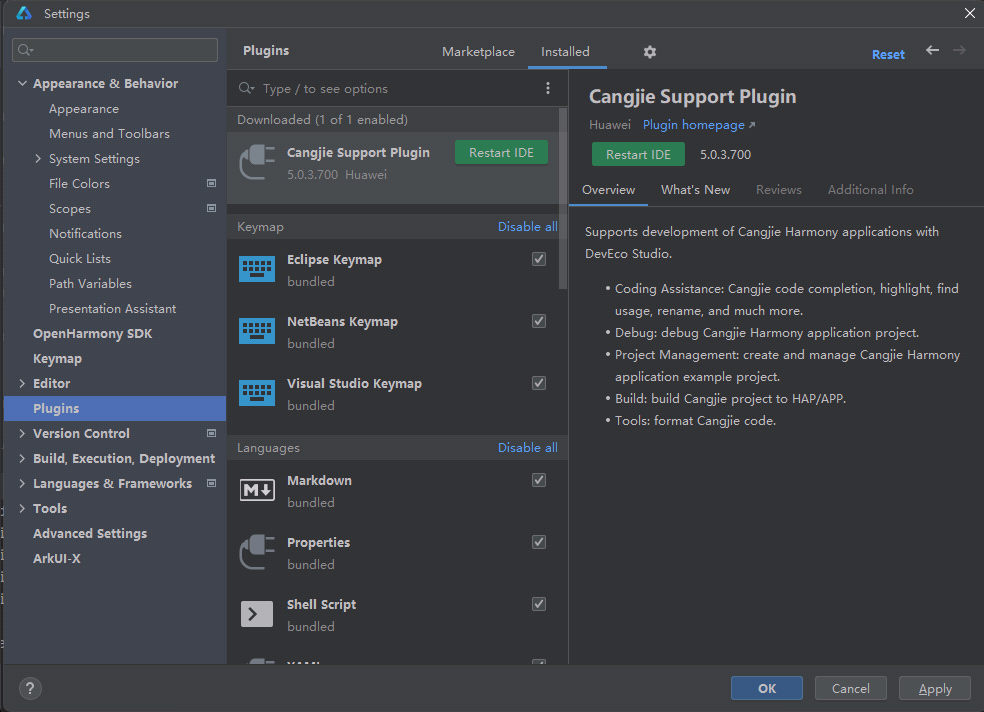 Settings
Plugins
Marketplace
Installed
Reset
Appearance & Behavior
Appearance
Menus and Toolbars
System Settings
File Colors
Scopes
Notifications
Quick Lists
Path Variables
Presentation Assistant
OpenHarmony SDK
Keymap
Editor
Plugins
Version Control
Build, Execution, Deployment
Languages & Frameworks
Tools
Advanced Settings
ArkUI-X
Type / to see options
Downloaded (1 of 1 enabled)
Cangjie Support Plugin
Restart IDE
5.0.3.700 Huawei
Keymap
Disable all
Eclipse Keymap
bundled
NetBeans Keymap
bundled
Visual Studio Keymap
bundled
Languages
Disable all
M
Markdown
bundled
Properties
bundled
Shell Script
bundled
Cangjie Support Plugin
Huawei Plugin homepage
Restart IDE
5.0.3.700
Overview
What's New
Reviews
Additional Info
Supports development of Cangjie Harmony applications with
DevEco Studio.
• Coding Assistance: Cangjie code completion, highlight, find
usage, rename, and much more.
• Debug: debug Cangjie Harmony application project.
• Project Management: create and manage Cangjie Harmony
application example project.
• Build: build Cangjie project to HAP/APP.
• Tools: format Cangjie code.
?
OK
Cancel
Apply